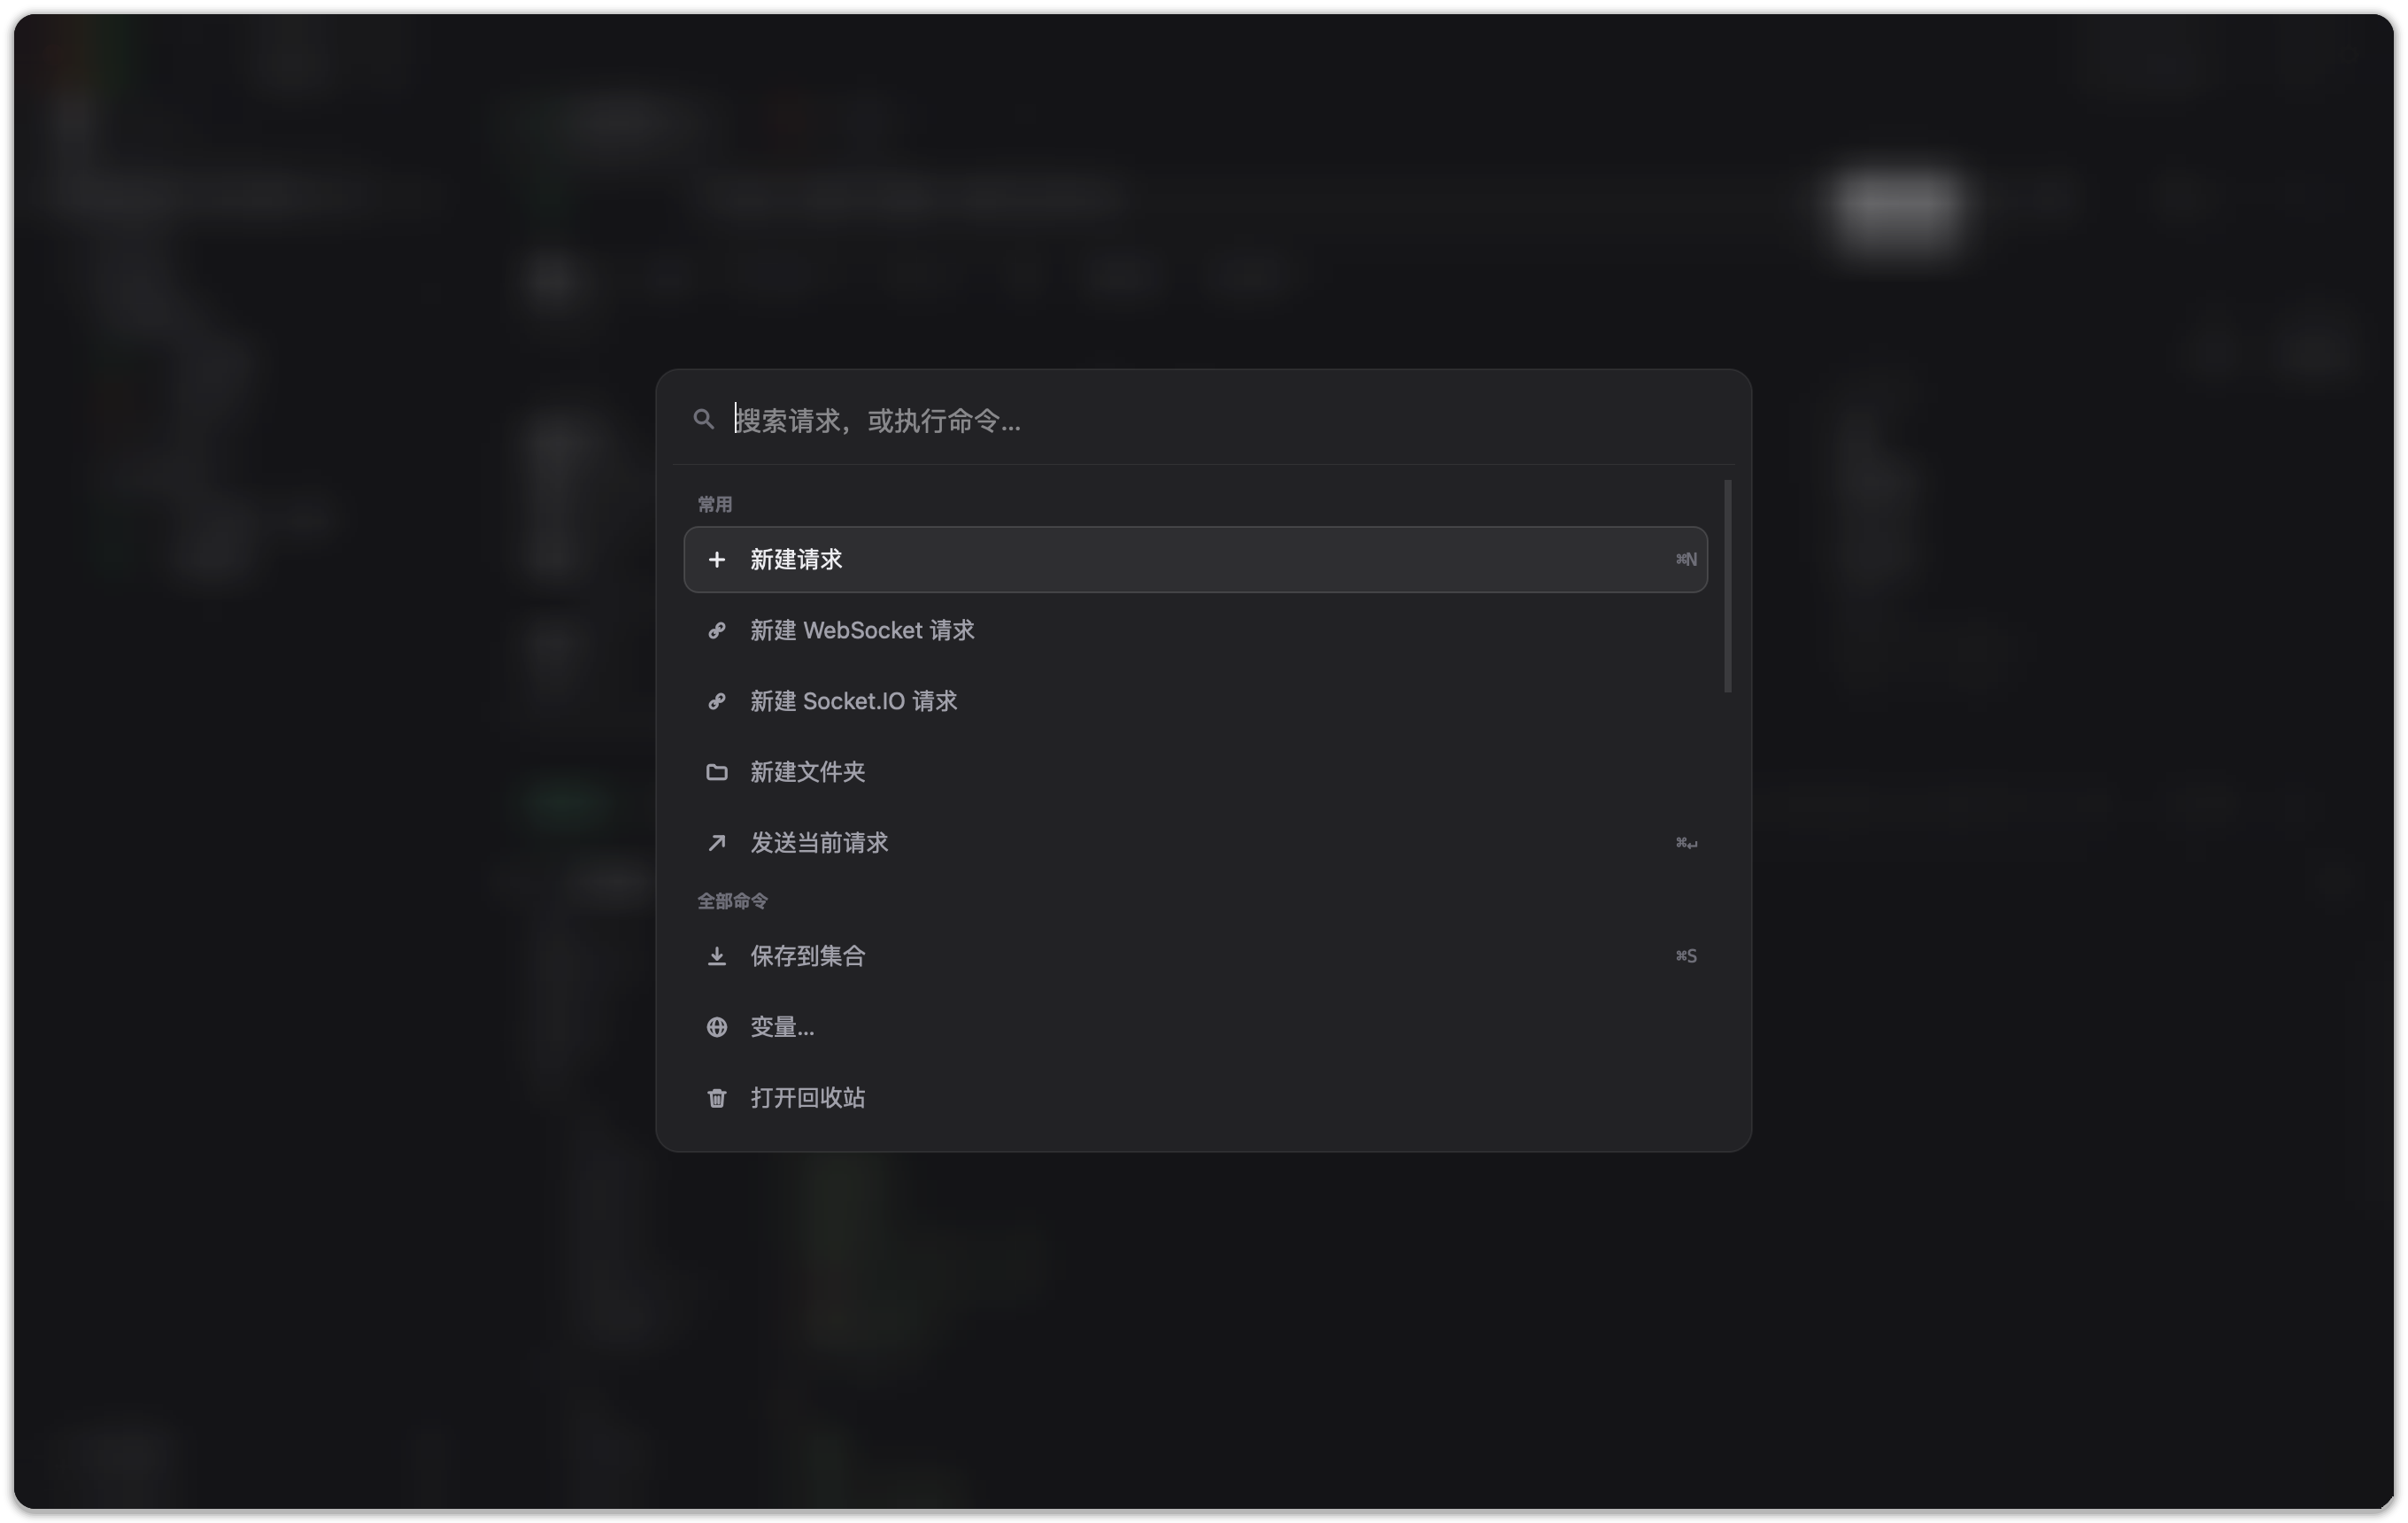 搜索请求，或执行命令...
常用
新建请求 ⌘N
新建 WebSocket 请求
新建 Socket.IO 请求
新建文件夹
发送当前请求 ⌘↵
全部命令
保存到集合 ⌘S
变量...
打开回收站